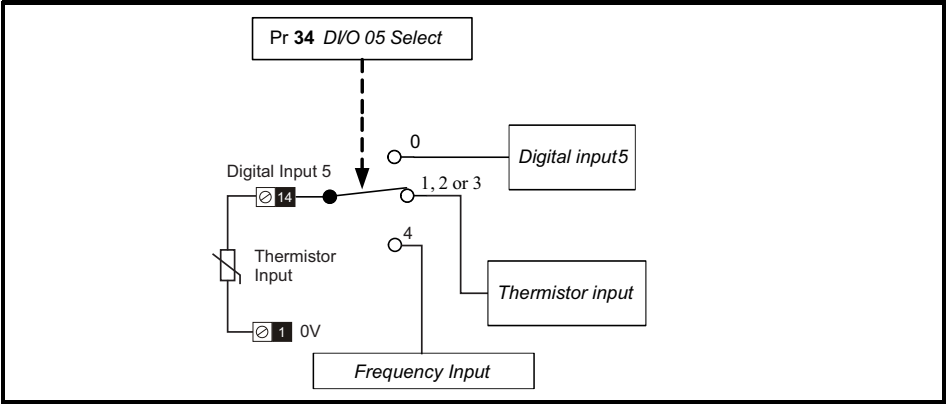 Pr 34 DI/O 05 Select
0
Digital input5
Digital Input 5
14
1, 2 or 3
4
Thermistor
Input
Thermistor input
1 0V
Frequency Input